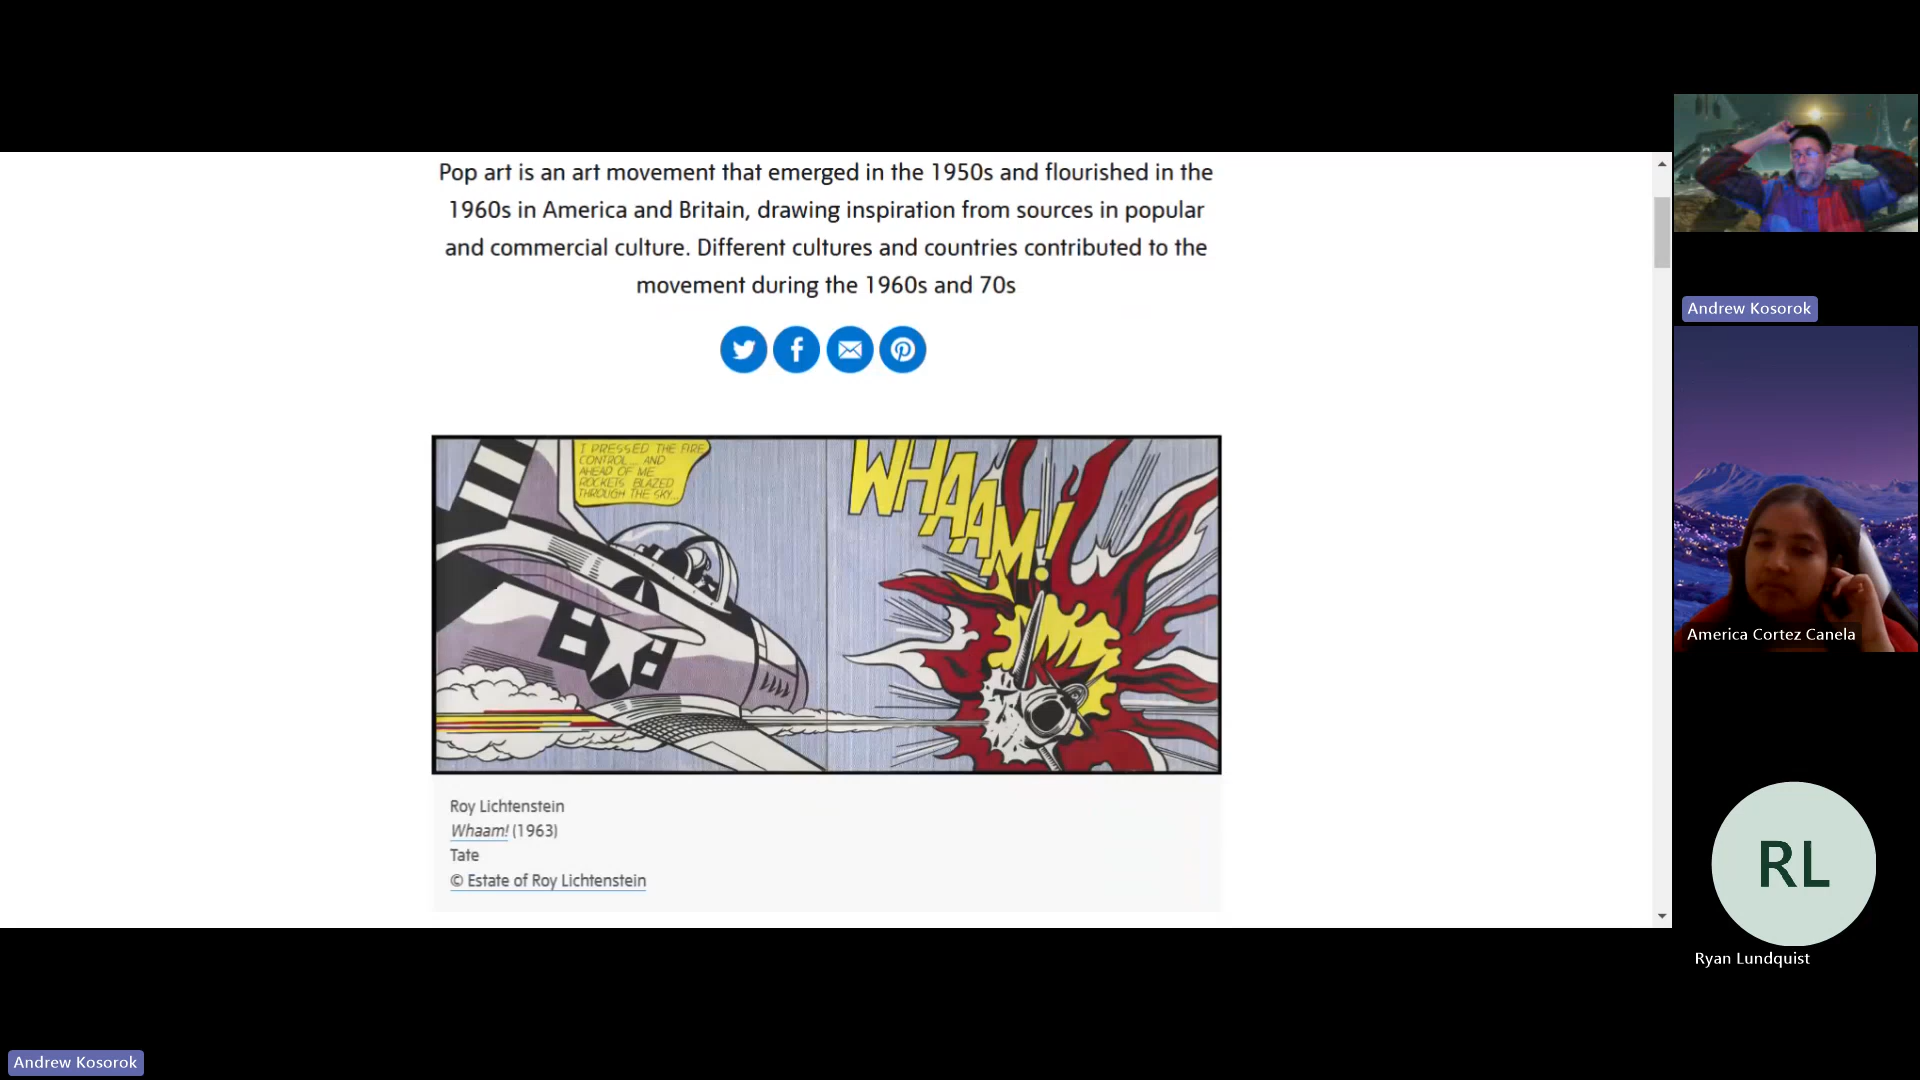 Pop art is an art movement that emerged in the 1950s and flourished in the
1960s in America and Britain, drawing inspiration from sources in popular
and commercial culture. Different cultures and countries contributed to the
movement during the 1960s and 70s
I PRESSED THE FIRE
CONTROL... AND
AHEAD OF ME
ROCKETS BLAZED
THROUGH THE SKY...
WHAAM!
Roy Lichtenstein
Whaam! (1963)
Tate
© Estate of Roy Lichtenstein
Andrew Kosorok
America Cortez Canela
RL
Ryan Lundquist
Andrew Kosorok